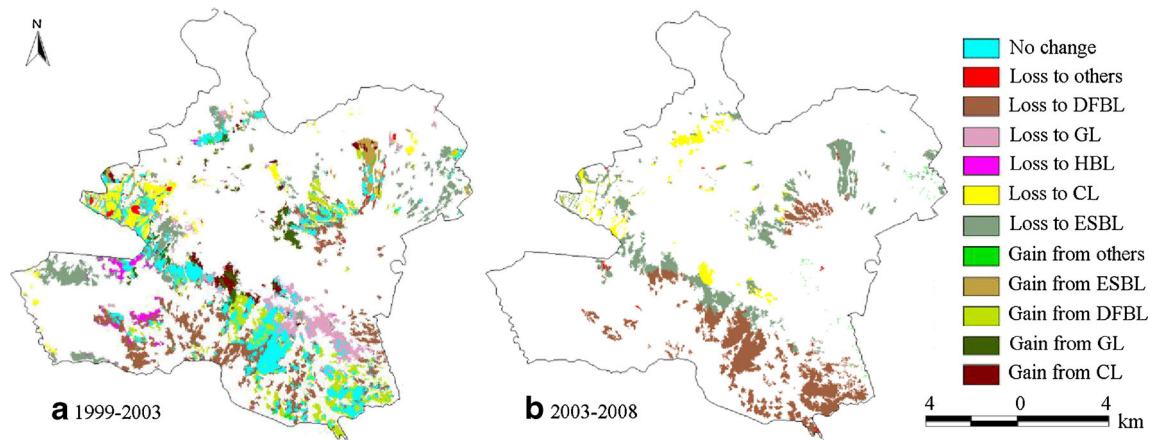 N
No change
Loss to others
Loss to DFBL
Loss to GL
Loss to HBL
Loss to CL
Loss to ESBL
Gain from others
Gain from ESBL
Gain from DFBL
Gain from GL
Gain from CL
a 1999-2003
b 2003-2008
4 0 4 km